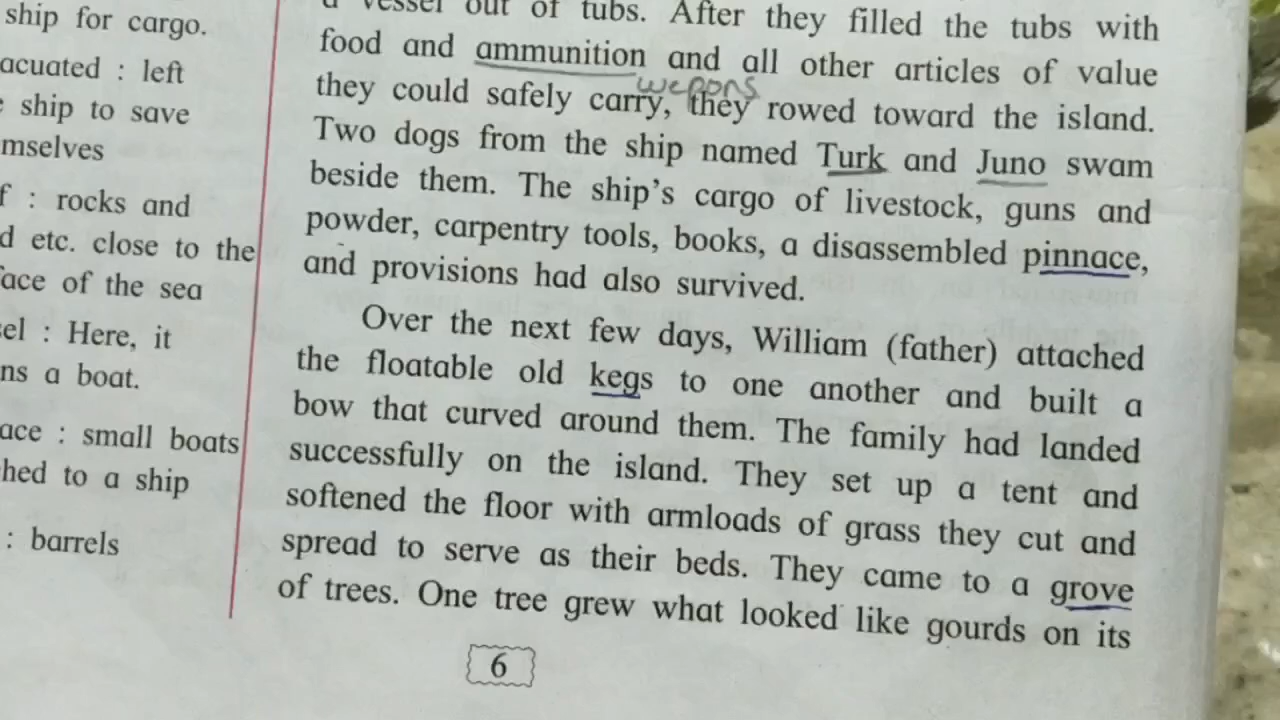 ship for cargo.
acuated : left
ship to save
mselves
f : rocks and
d etc. close to the
face of the sea
sel : Here, it
ns a boat.
ace : small boats
hed to a ship
: barrels
a vessel out of tubs. After they filled the tubs with
food and ammunition and all other articles of value
wepons
they could safely carry, they rowed toward the island.
Two dogs from the ship named Turk and Juno swam
beside them. The ship's cargo of livestock, guns and
powder, carpentry tools, books, a disassembled pinnace,
and provisions had also survived.
Over the next few days, William (father) attached
the floatable old kegs to one another and built a
bow that curved around them. The family had landed
successfully on the island. They set up a tent and
softened the floor with armloads of grass they cut and
spread to serve as their beds. They came to a grove
of trees. One tree grew what looked like gourds on its
6